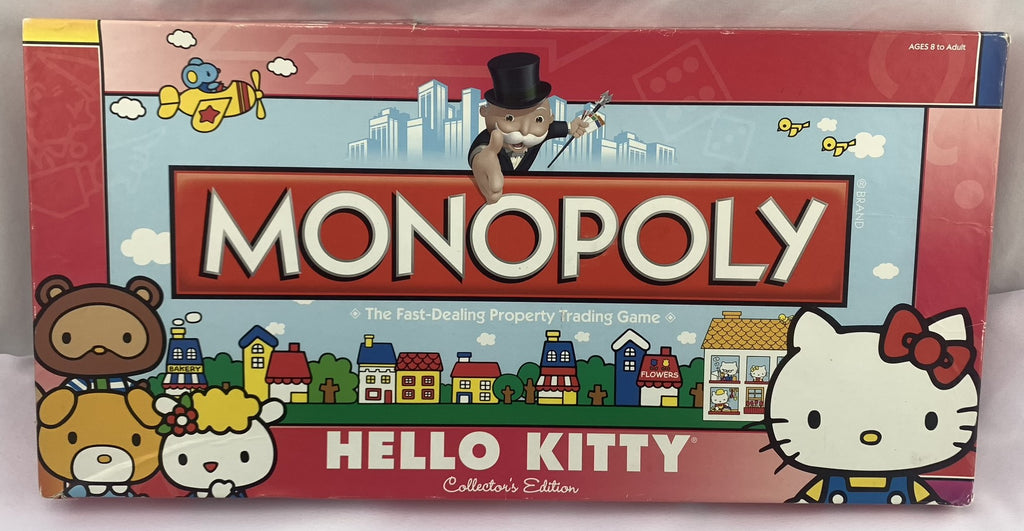 AGES 8 to Adult
MONOPOLY
® BRAND
The Fast-Dealing Property Trading Game
BAKERY
FLOWERS
HELLO KITTY®
Collector's Edition